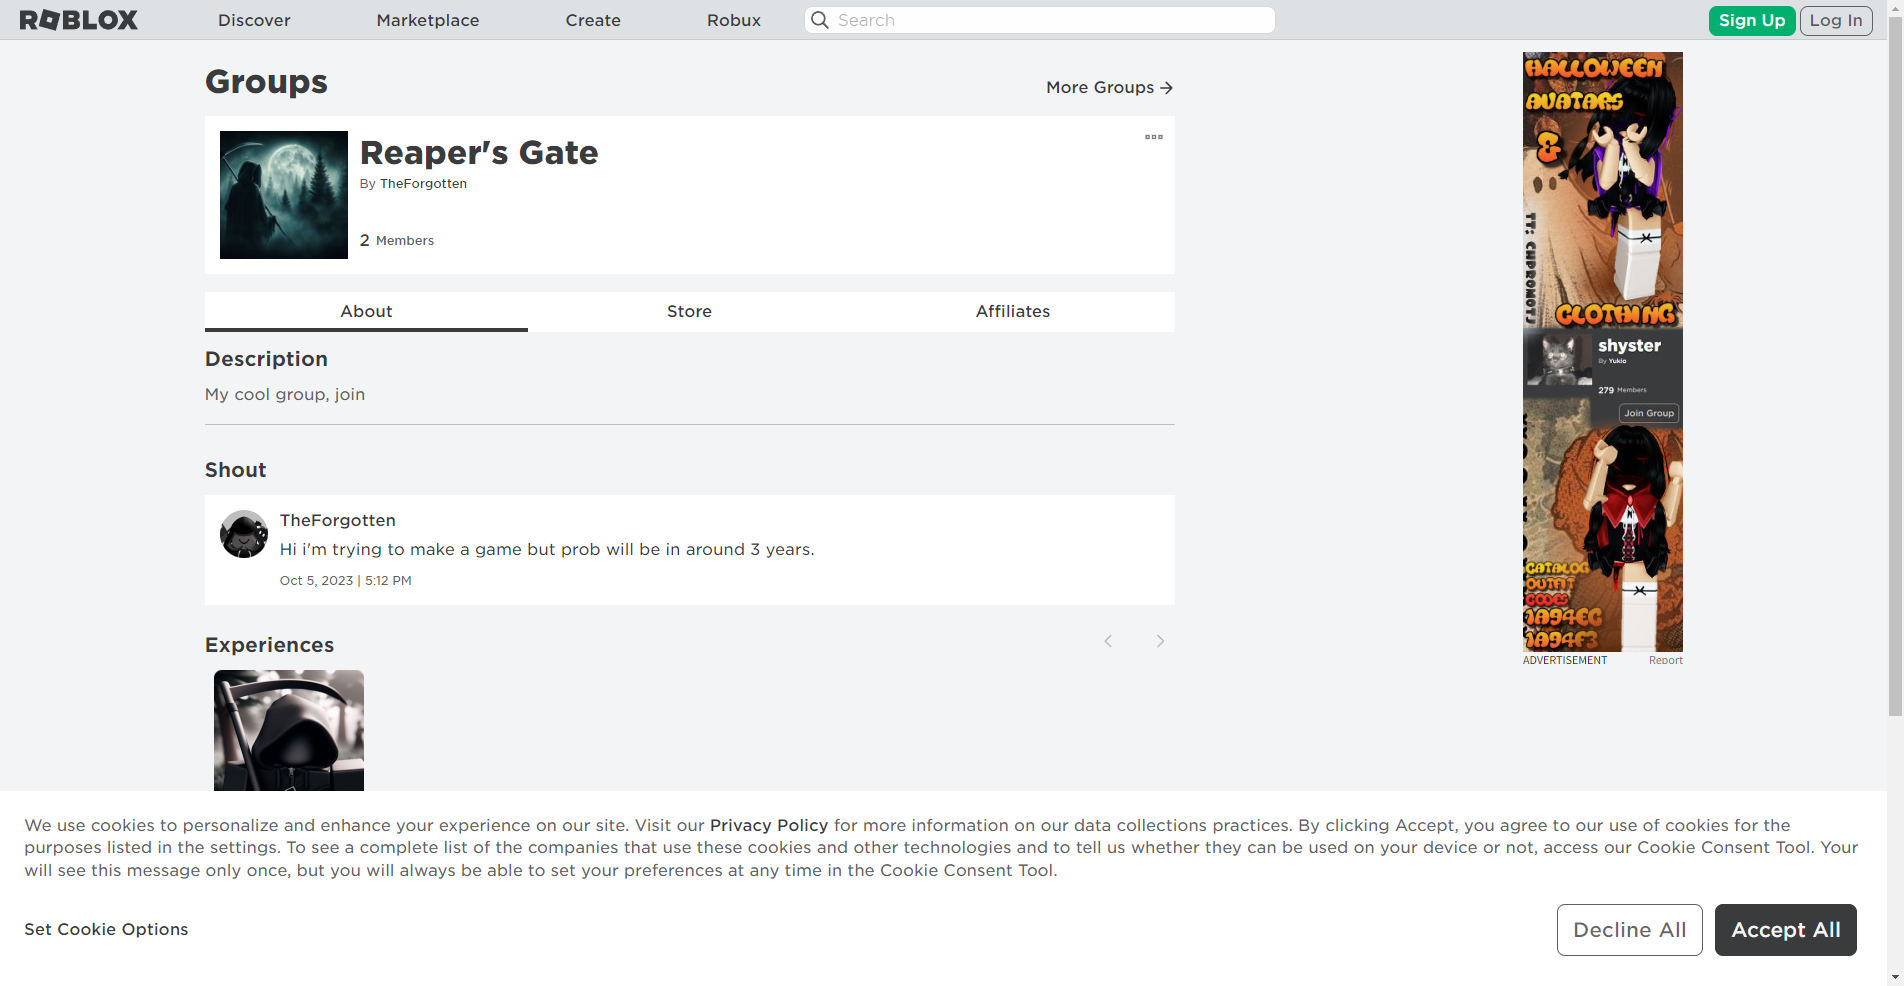 ROBLOX
Discover
Marketplace
Create
Robux
Search
Sign Up
Log In
Groups
More Groups →
Reaper's Gate
By TheForgotten
2 Members
About
Store
Affiliates
Description
My cool group, join
Shout
TheForgotten
Hi i'm trying to make a game but prob will be in around 3 years.
Oct 5, 2023 | 5:12 PM
Experiences
HALLOWEEN
AVATARS
&
TT: CHPROMOTJ
CLOTHING
shyster
By Yukio
279 Members
Join Group
CATALOG
OUTFIT
CODES
1A94EC
1A94F3
ADVERTISEMENT
Report
We use cookies to personalize and enhance your experience on our site. Visit our Privacy Policy for more information on our data collections practices. By clicking Accept, you agree to our use of cookies for the
purposes listed in the settings. To see a complete list of the companies that use these cookies and other technologies and to tell us whether they can be used on your device or not, access our Cookie Consent Tool. Your
will see this message only once, but you will always be able to set your preferences at any time in the Cookie Consent Tool.
Set Cookie Options
Decline All
Accept All